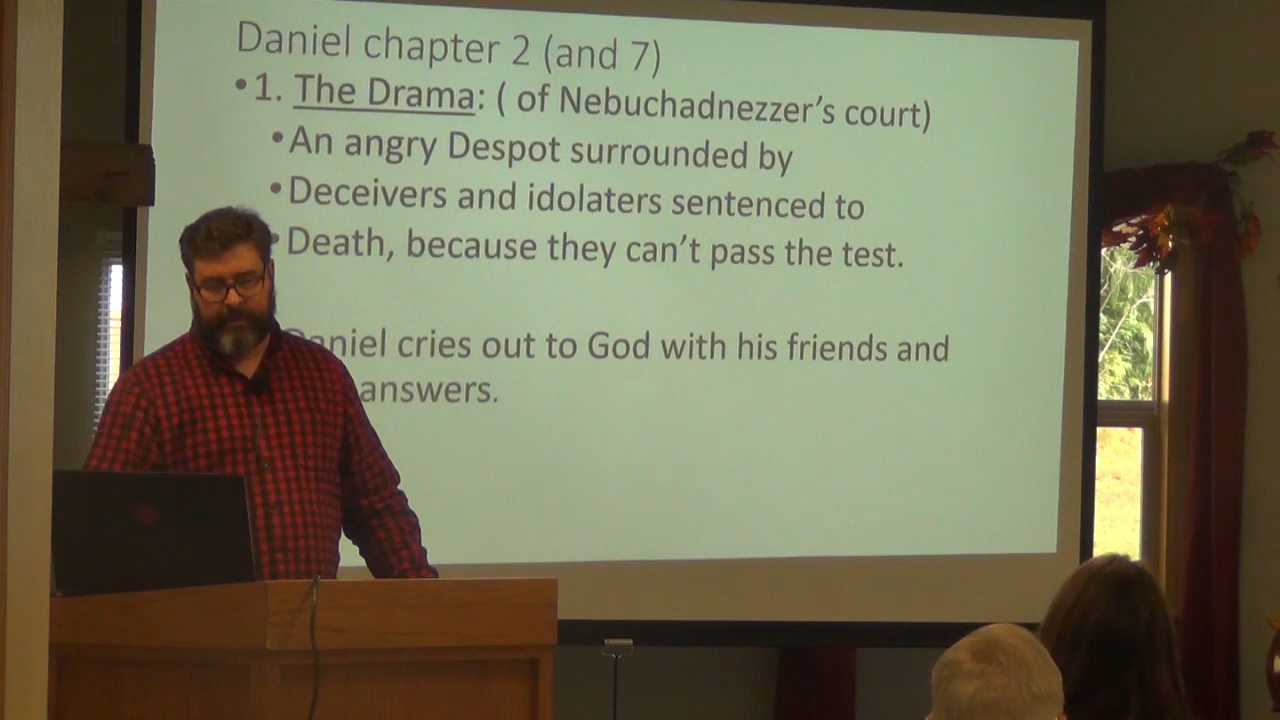 Daniel chapter 2 (and 7)
•1. The Drama: ( of Nebuchadnezzer's court)
•An angry Despot surrounded by
•Deceivers and idolaters sentenced to
•Death, because they can't pass the test.
Daniel cries out to God with his friends and
answers.